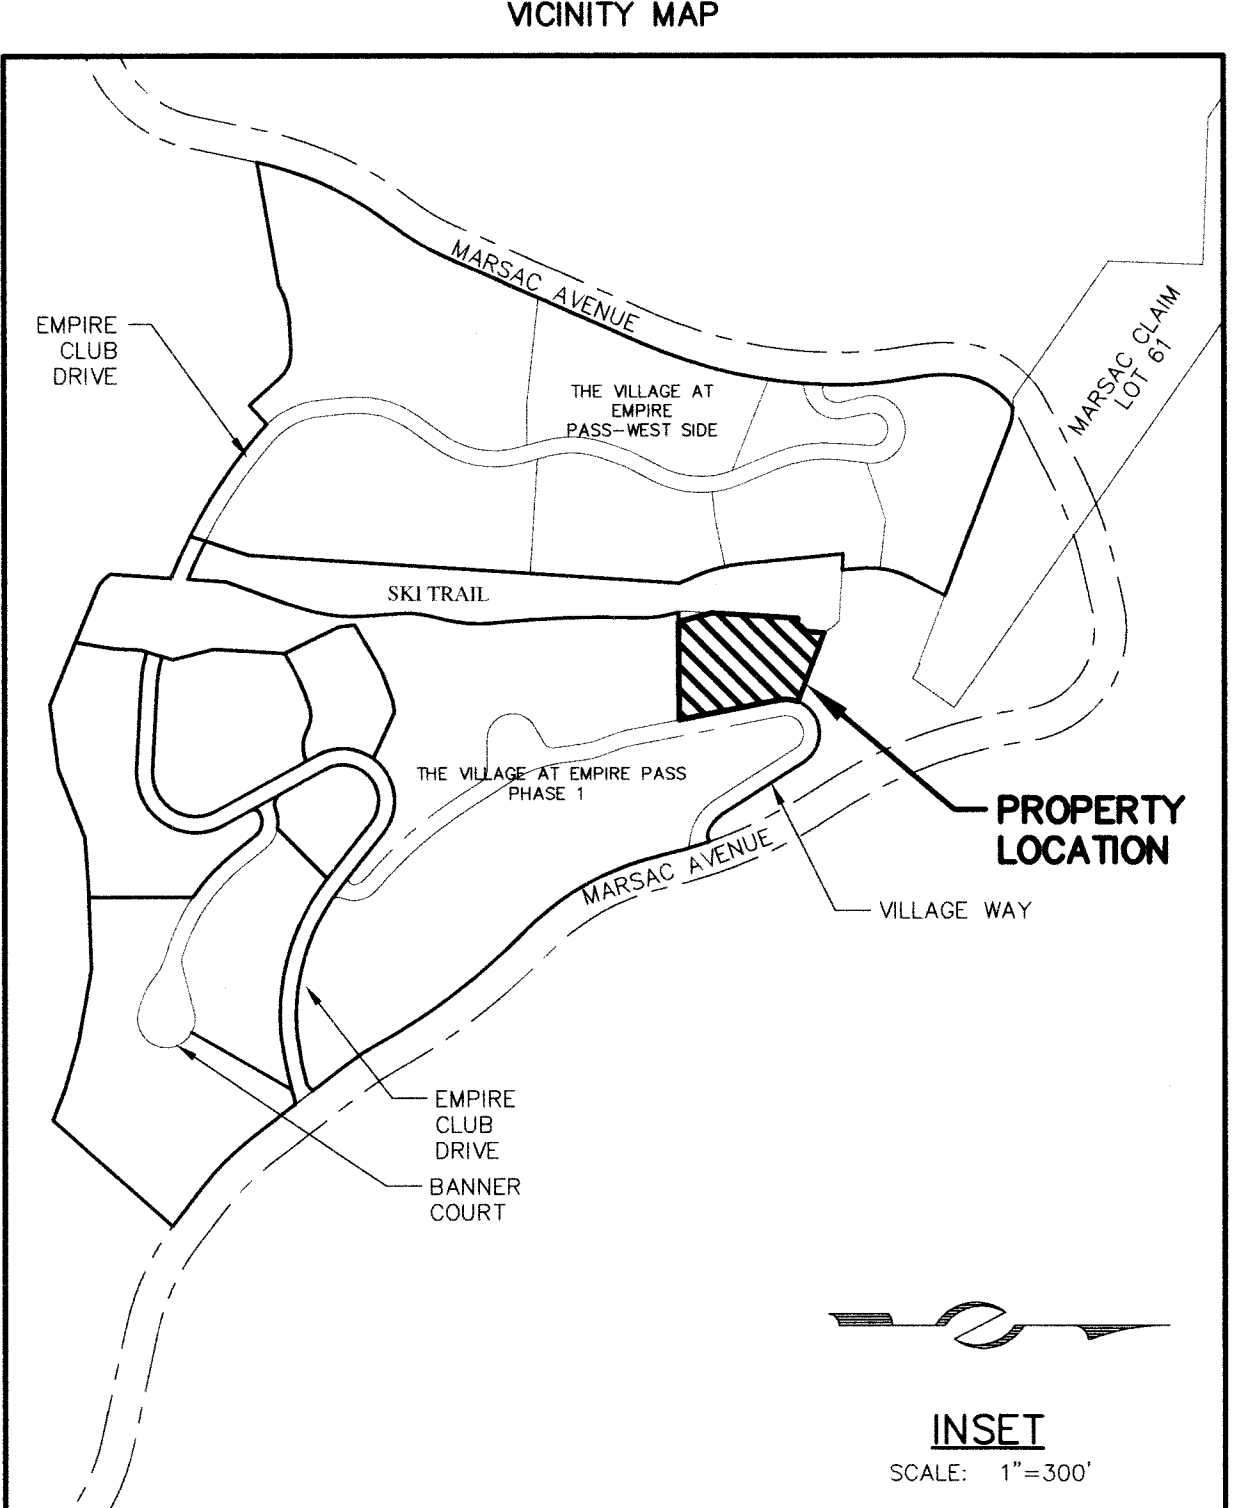 VICINITY MAP
MARSAC AVENUE
EMPIRE
CLUB
DRIVE
MARSAC CLAIM
LOT 61
THE VILLAGE AT
EMPIRE
PASS-WEST SIDE
SKI TRAIL
THE VILLAGE AT EMPIRE PASS
PHASE 1
PROPERTY
LOCATION
MARSAC AVENUE
VILLAGE WAY
EMPIRE
CLUB
DRIVE
BANNER
COURT
INSET
SCALE: 1"=300'